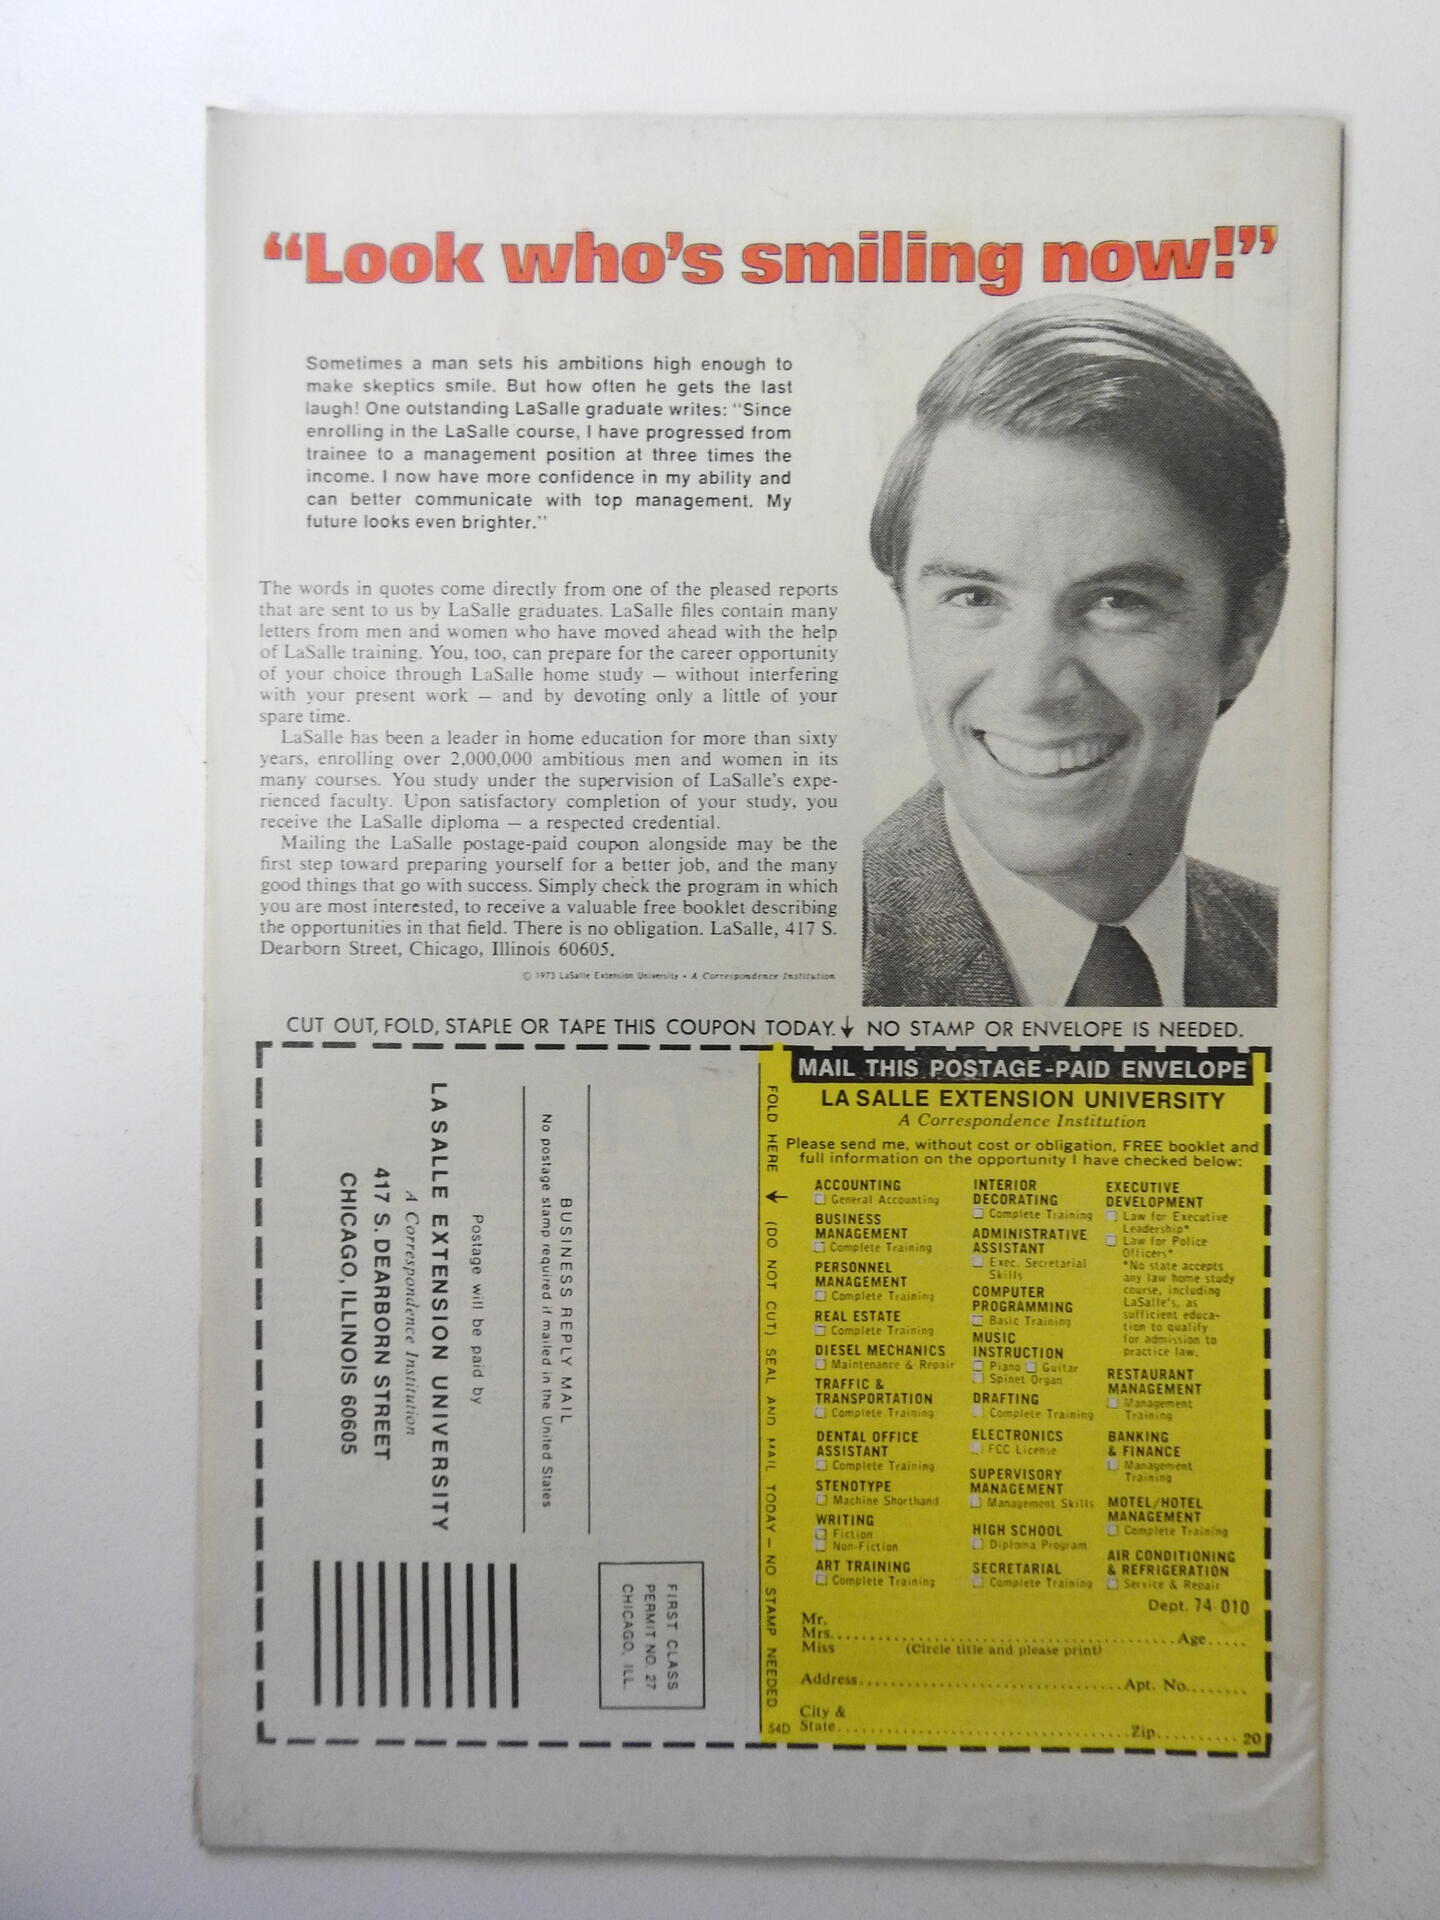 “Look who’s smiling now!”
Sometimes a man sets his ambitions high enough to
make skeptics smile. But how often he gets the last
laugh! One outstanding LaSalle graduate writes: “Since
enrolling in the LaSalle course, I have progressed from
trainee to a management position at three times the
income. I now have more confidence in my ability and
can better communicate with top management. My
future looks even brighter.”
The words in quotes come directly from one of the pleased reports
that are sent to us by LaSalle graduates. LaSalle files contain many
letters from men and women who have moved ahead with the help
of LaSalle training. You, too, can prepare for the career opportunity
of your choice through LaSalle home study — without interfering
with your present work — and by devoting only a little of your
spare time.
LaSalle has been a leader in home education for more than sixty
years, enrolling over 2,000,000 ambitious men and women in its
many courses. You study under the supervision of LaSalle’s expe-
rienced faculty. Upon satisfactory completion of your study, you
receive the LaSalle diploma — a respected credential.
Mailing the LaSalle postage-paid coupon alongside may be the
first step toward preparing yourself for a better job, and the many
good things that go with success. Simply check the program in which
you are most interested, to receive a valuable free booklet describing
the opportunities in that field. There is no obligation. LaSalle, 417 S.
Dearborn Street, Chicago, Illinois 60605.
© 1973 LaSalle Extension University • A Correspondence Institution
CUT OUT, FOLD, STAPLE OR TAPE THIS COUPON TODAY.↓ NO STAMP OR ENVELOPE IS NEEDED.
FIRST CLASS
PERMIT NO. 27
CHICAGO, ILL.
BUSINESS REPLY MAIL
No postage stamp required if mailed in the United States
Postage will be paid by
LA SALLE EXTENSION UNIVERSITY
A Correspondence Institution
417 S. DEARBORN STREET
CHICAGO, ILLINOIS 60605
FOLD HERE ↓ (DO NOT CUT) SEAL AND MAIL TODAY — NO STAMP NEEDED
54D
MAIL THIS POSTAGE-PAID ENVELOPE
LA SALLE EXTENSION UNIVERSITY
A Correspondence Institution
Please send me, without cost or obligation, FREE booklet and
full information on the opportunity I have checked below:
ACCOUNTING
General Accounting
BUSINESS
MANAGEMENT
Complete Training
PERSONNEL
MANAGEMENT
Complete Training
REAL ESTATE
Complete Training
DIESEL MECHANICS
Maintenance & Repair
TRAFFIC &
TRANSPORTATION
Complete Training
DENTAL OFFICE
ASSISTANT
Complete Training
STENOTYPE
Machine Shorthand
WRITING
Fiction
Non-Fiction
ART TRAINING
Complete Training
INTERIOR
DECORATING
Complete Training
ADMINISTRATIVE
ASSISTANT
Exec. Secretarial
Skills
COMPUTER
PROGRAMMING
Basic Training
MUSIC
INSTRUCTION
Piano Guitar
Spinet Organ
DRAFTING
Complete Training
ELECTRONICS
FCC License
SUPERVISORY
MANAGEMENT
Management Skills
HIGH SCHOOL
Diploma Program
SECRETARIAL
Complete Training
EXECUTIVE
DEVELOPMENT
Law for Executive
Leadership*
Law for Police
Officers*
*No state accepts
any law home study
course, including
LaSalle’s, as
sufficient educa-
tion to qualify
for admission to
practice law.
RESTAURANT
MANAGEMENT
Management
Training
BANKING
& FINANCE
Management
Training
MOTEL/HOTEL
MANAGEMENT
Complete Training
AIR CONDITIONING
& REFRIGERATION
Service & Repair
Dept. 74-010
Mr.
Mrs. Age
Miss (Circle title and please print)
Address Apt. No.
City &
State Zip 20